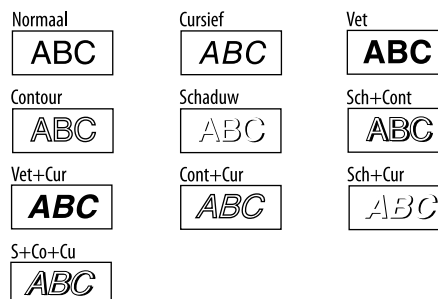 Normaal Cursief Vet
ABC ABC ABC
Contour Schaduw Sch+Cont
ABC ABC ABC
Vet+Cur Cont+Cur Sch+Cur
ABC ABC ABC
S+Co+Cu
ABC